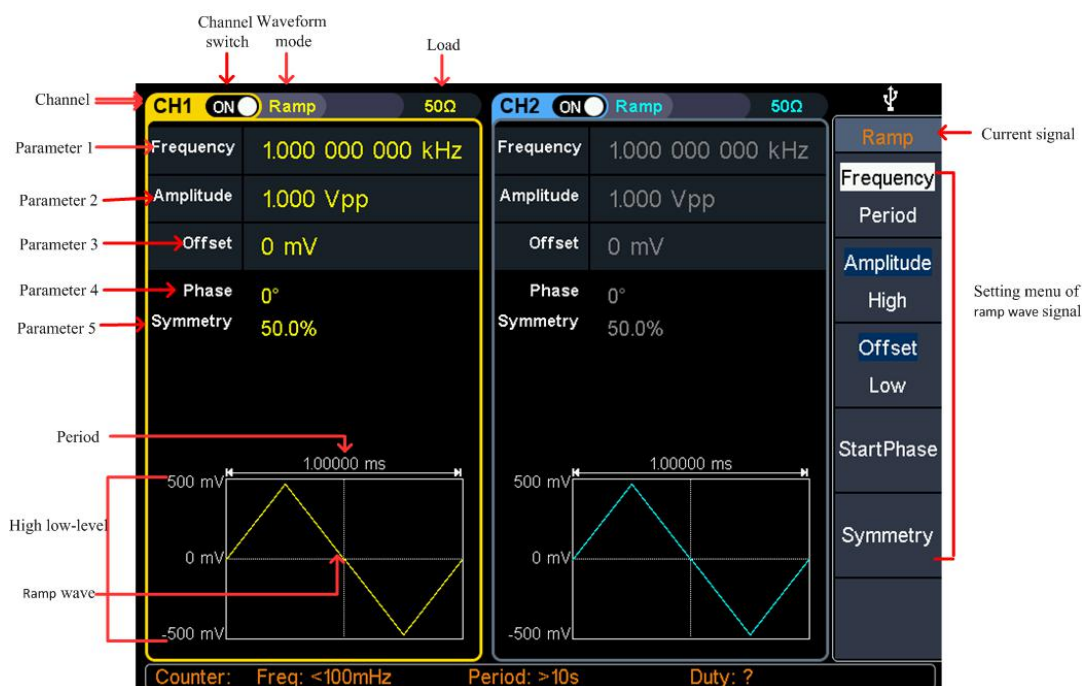 Channel Waveform
switch mode
Load
Channel
CH1 ON Ramp 50Ω
CH2 ON Ramp 50Ω
Ramp
Current signal
Parameter 1
Frequency 1.000 000 000 kHz
Frequency 1.000 000 000 kHz
Frequency
Period
Parameter 2
Amplitude 1.000 Vpp
Amplitude 1.000 Vpp
Amplitude
High
Parameter 3
Offset 0 mV
Offset 0 mV
Offset
Low
Parameter 4
Phase 0°
Phase 0°
Setting menu of
ramp wave signal
Parameter 5
Symmetry 50.0%
Symmetry 50.0%
StartPhase
Symmetry
Period
1.00000 ms
1.00000 ms
500 mV
500 mV
High low-level
0 mV
0 mV
Ramp wave
-500 mV
-500 mV
Counter: Freq: <100mHz Period: >10s Duty: ?